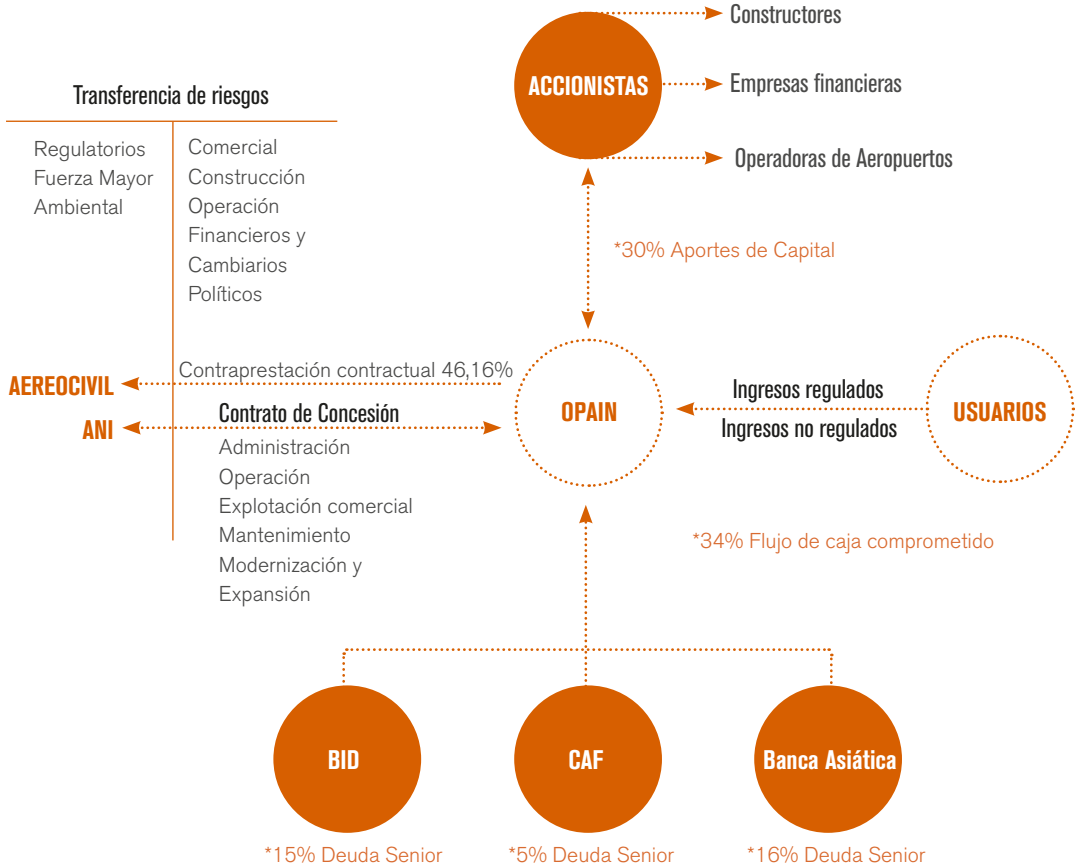 Constructores
ACCIONISTAS
Empresas financieras
Operadoras de Aeropuertos
Transferencia de riesgos
Regulatorios
Fuerza Mayor
Ambiental
Comercial
Construcción
Operación
Financieros y
Cambiarios
Políticos
*30% Aportes de Capital
Contraprestación contractual 46,16%
AEREOCIVIL
ANI
Contrato de Concesión
Administración
Operación
Explotación comercial
Mantenimiento
Modernización y
Expansión
OPAIN
Ingresos regulados
Ingresos no regulados
USUARIOS
*34% Flujo de caja comprometido
BID
CAF
Banca Asiática
*15% Deuda Senior
*5% Deuda Senior
*16% Deuda Senior